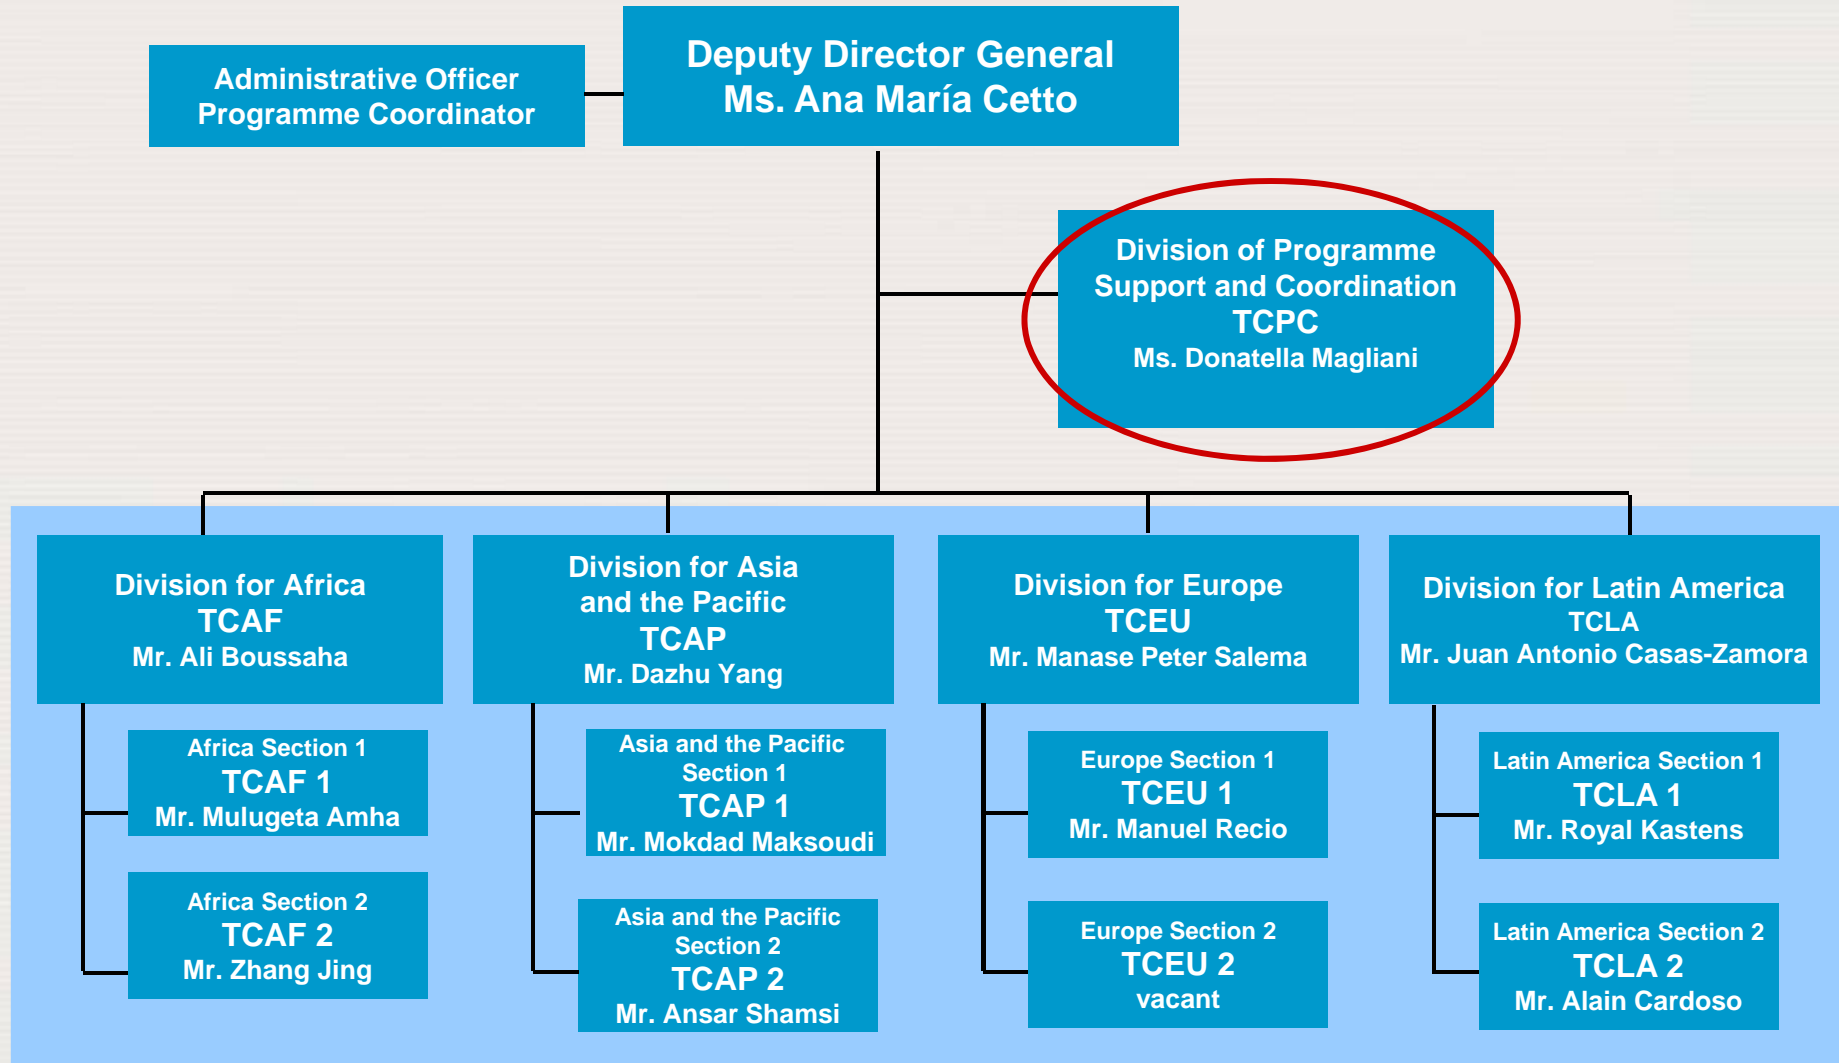 Administrative Officer
Programme Coordinator
Deputy Director General
Ms. Ana María Cetto
Division of Programme
Support and Coordination
TCPC
Ms. Donatella Magliani
Division for Africa
TCAF
Mr. Ali Boussaha
Division for Asia
and the Pacific
TCAP
Mr. Dazhu Yang
Division for Europe
TCEU
Mr. Manase Peter Salema
Division for Latin America
TCLA
Mr. Juan Antonio Casas-Zamora
Africa Section 1
TCAF 1
Mr. Mulugeta Amha
Asia and the Pacific
Section 1
TCAP 1
Mr. Mokdad Maksoudi
Europe Section 1
TCEU 1
Mr. Manuel Recio
Latin America Section 1
TCLA 1
Mr. Royal Kastens
Africa Section 2
TCAF 2
Mr. Zhang Jing
Asia and the Pacific
Section 2
TCAP 2
Mr. Ansar Shamsi
Europe Section 2
TCEU 2
vacant
Latin America Section 2
TCLA 2
Mr. Alain Cardoso